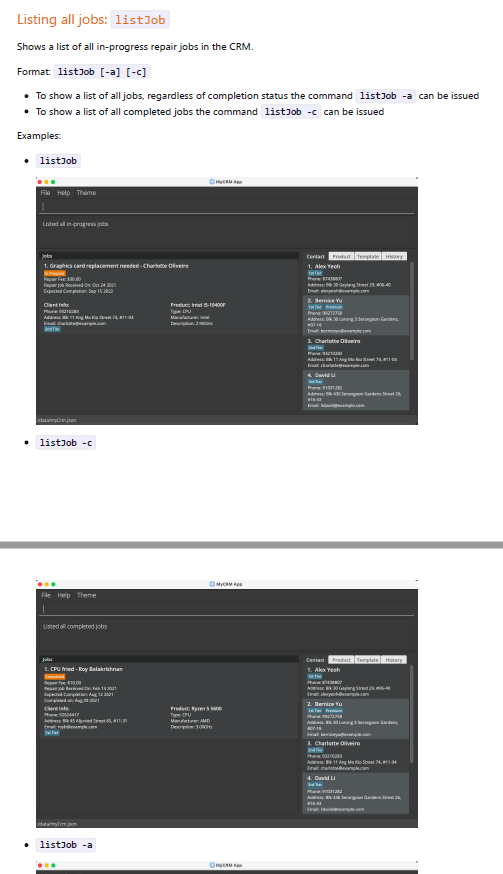 Listing all jobs: listJob
Shows a list of all in-progress repair jobs in the CRM.
Format: listJob [-a] [-c]
To show a list of all jobs, regardless of completion status the command listJob -a can be issued
To show a list of all completed jobs the command listJob -c can be issued
Examples:
listJob
MyCRM App
File Help Theme
Listed all in-progress jobs
Jobs
1. Graphics card replacement needed - Charlotte Oliveiro
In Progress
Repair Fee: $30.00
Repair Job Received On: Oct 24 2021
Expected Completion: Sep 15 2022
Client Info:
Phone: 93210283
Address: Blk 11 Ang Mo Kio Street 74, #11-04
Email: charlotte@example.com
2nd Tier
Product: Intel i5-10400F
Type: CPU
Manufacturer: Intel
Description: 2.90GHz
Contact Product Template History
1. Alex Yeoh
1st Tier
Phone: 87438807
Address: Blk 30 Geylang Street 29, #06-40
Email: alexyeoh@example.com
2. Bernice Yu
1st Tier Premium
Phone: 99272758
Address: Blk 30 Lorong 3 Serangoon Gardens,
#07-18
Email: berniceyu@example.com
3. Charlotte Oliveiro
2nd Tier
Phone: 93210283
Address: Blk 11 Ang Mo Kio Street 74, #11-04
Email: charlotte@example.com
4. David Li
3rd Tier
Phone: 91031282
Address: Blk 436 Serangoon Gardens Street 26,
#16-43
Email: lidavid@example.com
/data/myCrm.json
listJob -c
MyCRM App
File Help Theme
Listed all completed jobs
Jobs
1. CPU fried - Roy Balakrishnan
Completed
Repair Fee: $10.00
Repair Job Received On: Feb 14 2021
Expected Completion: Aug 12 2021
Completed on: Aug 29 2021
Client Info:
Phone: 92624417
Address: Blk 45 Aljunied Street 85, #11-31
Email: royb@example.com
1st Tier
Product: Ryzen 5 5600
Type: CPU
Manufacturer: AMD
Description: 3.00GHz
Contact Product Template History
1. Alex Yeoh
1st Tier
Phone: 87438807
Address: Blk 30 Geylang Street 29, #06-40
Email: alexyeoh@example.com
2. Bernice Yu
1st Tier Premium
Phone: 99272758
Address: Blk 30 Lorong 3 Serangoon Gardens,
#07-18
Email: berniceyu@example.com
3. Charlotte Oliveiro
2nd Tier
Phone: 93210283
Address: Blk 11 Ang Mo Kio Street 74, #11-04
Email: charlotte@example.com
4. David Li
3rd Tier
Phone: 91031282
Address: Blk 436 Serangoon Gardens Street 26,
#16-43
Email: lidavid@example.com
/data/myCrm.json
listJob -a
MyCRM App